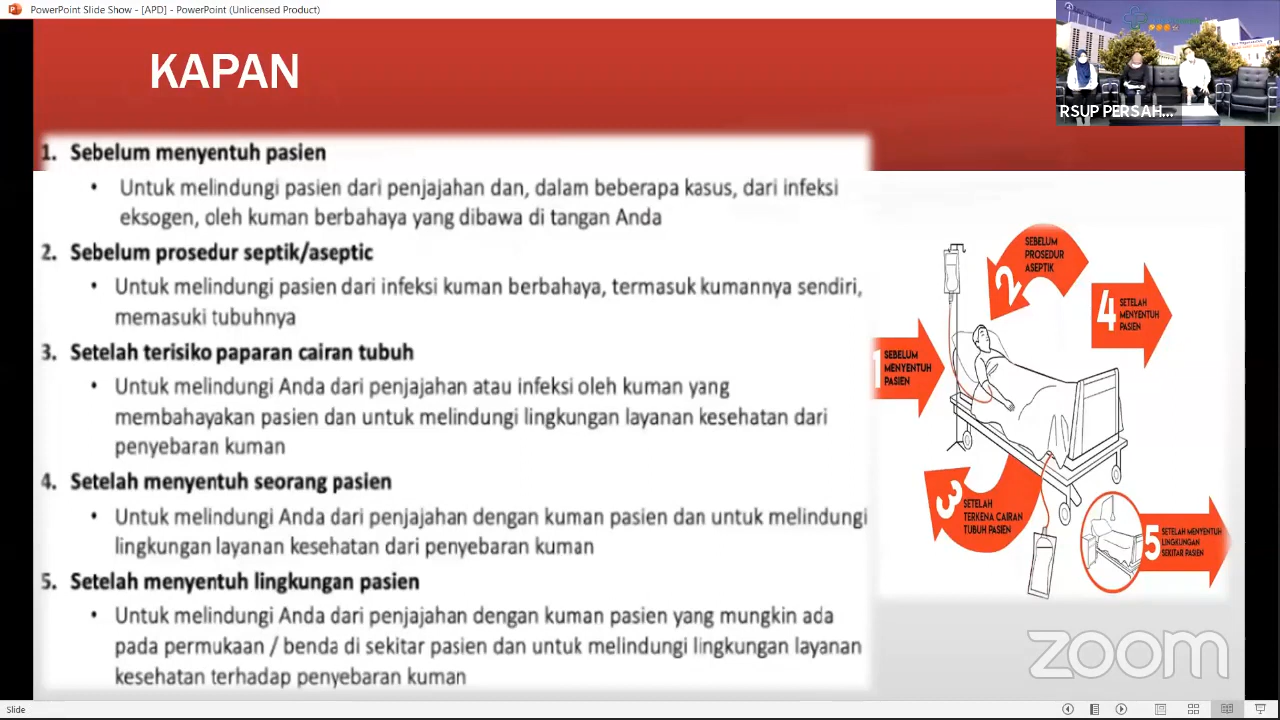 PowerPoint Slide Show - [APD] - PowerPoint (Unlicensed Product)
KAPAN
RSUP PERSAH...
1. Sebelum menyentuh pasien
• Untuk melindungi pasien dari penjajahan dan, dalam beberapa kasus, dari infeksi
eksogen, oleh kuman berbahaya yang dibawa di tangan Anda
2. Sebelum prosedur septik/aseptic
• Untuk melindungi pasien dari infeksi kuman berbahaya, termasuk kumannya sendiri,
memasuki tubuhnya
3. Setelah terisiko paparan cairan tubuh
• Untuk melindungi Anda dari penjajahan atau infeksi oleh kuman yang
membahayakan pasien dan untuk melindungi lingkungan layanan kesehatan dari
penyebaran kuman
4. Setelah menyentuh seorang pasien
• Untuk melindungi Anda dari penjajahan dengan kuman pasien dan untuk melindungi
lingkungan layanan kesehatan dari penyebaran kuman
5. Setelah menyentuh lingkungan pasien
• Untuk melindungi Anda dari penjajahan dengan kuman pasien yang mungkin ada
pada permukaan / benda di sekitar pasien dan untuk melindungi lingkungan layanan
kesehatan terhadap penyebaran kuman
1 SEBELUM
MENYENTUH
PASIEN
2 SEBELUM
PROSEDUR
ASEPTIK
3 SETELAH
TERKENA CAIRAN
TUBUH PASIEN
4 SETELAH
MENYENTUH
PASIEN
5 SETELAH MENYENTUH
LINGKUNGAN
SEKITAR PASIEN
zoom
Slide